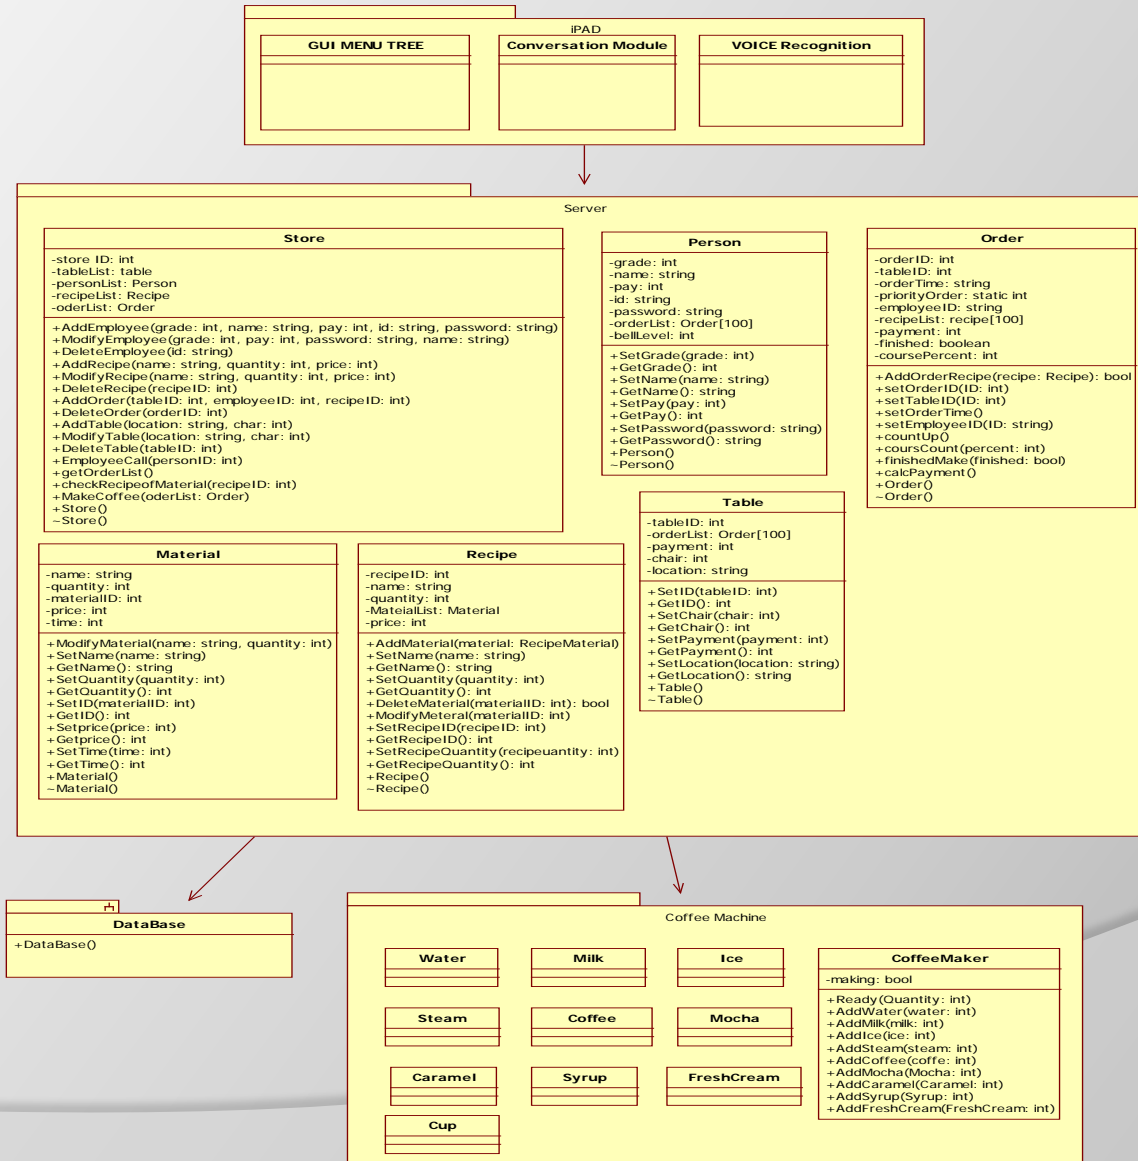 iPAD
GUI MENU TREE
Conversation Module
VOICE Recognition
Server
Store
-store ID: int
-tableList: table
-personList: Person
-recipeList: Recipe
-oderList: Order
+AddEmployee(grade: int, name: string, pay: int, id: string, password: string)
+ModifyEmployee(grade: int, pay: int, password: string, name: string)
+DeleteEmployee(id: string)
+AddRecipe(name: string, quantity: int, price: int)
+ModifyRecipe(name: string, quantity: int, price: int)
+DeleteRecipe(recipeID: int)
+AddOrder(tableID: int, employeeID: int, recipeID: int)
+DeleteOrder(orderID: int)
+AddTable(location: string, char: int)
+ModifyTable(location: string, char: int)
+DeleteTable(tableID: int)
+EmployeeCall(personID: int)
+getOrderList()
+checkRecipeofMaterial(recipeID: int)
+MakeCoffee(oderList: Order)
+Store()
~Store()
Person
-grade: int
-name: string
-pay: int
-id: string
-password: string
-orderList: Order[100]
-bellLevel: int
+SetGrade(grade: int)
+GetGrade(): int
+SetName(name: string)
+GetName(): string
+SetPay(pay: int)
+GetPay(): int
+SetPassword(password: string)
+GetPassword(): string
+Person()
~Person()
Order
-orderID: int
-tableID: int
-orderTime: string
-priorityOrder: static int
-employeeID: string
-recipeList: recipe[100]
-payment: int
-finished: boolean
-coursePercent: int
+AddOrderRecipe(recipe: Recipe): bool
+setOrderID(ID: int)
+setTableID(ID: int)
+setOrderTime()
+setEmployeeID(ID: string)
+countUp()
+coursCount(percent: int)
+finishedMake(finished: bool)
+calcPayment()
+Order()
~Order()
Material
-name: string
-quantity: int
-materialID: int
-price: int
-time: int
+ModifyMaterial(name: string, quantity: int)
+SetName(name: string)
+GetName(): string
+SetQuantity(quantity: int)
+GetQuantity(): int
+SetID(materialID: int)
+GetID(): int
+Setprice(price: int)
+Getprice(): int
+SetTime(time: int)
+GetTime(): int
+Material()
~Material()
Recipe
-recipeID: int
-name: string
-quantity: int
-MateialList: Material
-price: int
+AddMaterial(material: RecipeMaterial)
+SetName(name: string)
+GetName(): string
+SetQuantity(quantity: int)
+GetQuantity(): int
+DeleteMaterial(materialID: int): bool
+ModifyMeteral(materialID: int)
+SetRecipeID(recipeID: int)
+GetRecipeID(): int
+SetRecipeQuantity(recipeuantity: int)
+GetRecipeQuantity(): int
+Recipe()
~Recipe()
Table
-tableID: int
-orderList: Order[100]
-payment: int
-chair: int
-location: string
+SetID(tableID: int)
+GetID(): int
+SetChair(chair: int)
+GetChair(): int
+SetPayment(payment: int)
+GetPayment(): int
+SetLocation(location: string)
+GetLocation(): string
+Table()
~Table()
DataBase
+DataBase()
Coffee Machine
Water
Milk
Ice
Steam
Coffee
Mocha
Caramel
Syrup
FreshCream
Cup
CoffeeMaker
-making: bool
+Ready(Quantity: int)
+AddWater(water: int)
+AddMilk(milk: int)
+AddIce(ice: int)
+AddSteam(steam: int)
+AddCoffee(coffe: int)
+AddMocha(Mocha: int)
+AddCaramel(Caramel: int)
+AddSyrup(Syrup: int)
+AddFreshCream(FreshCream: int)